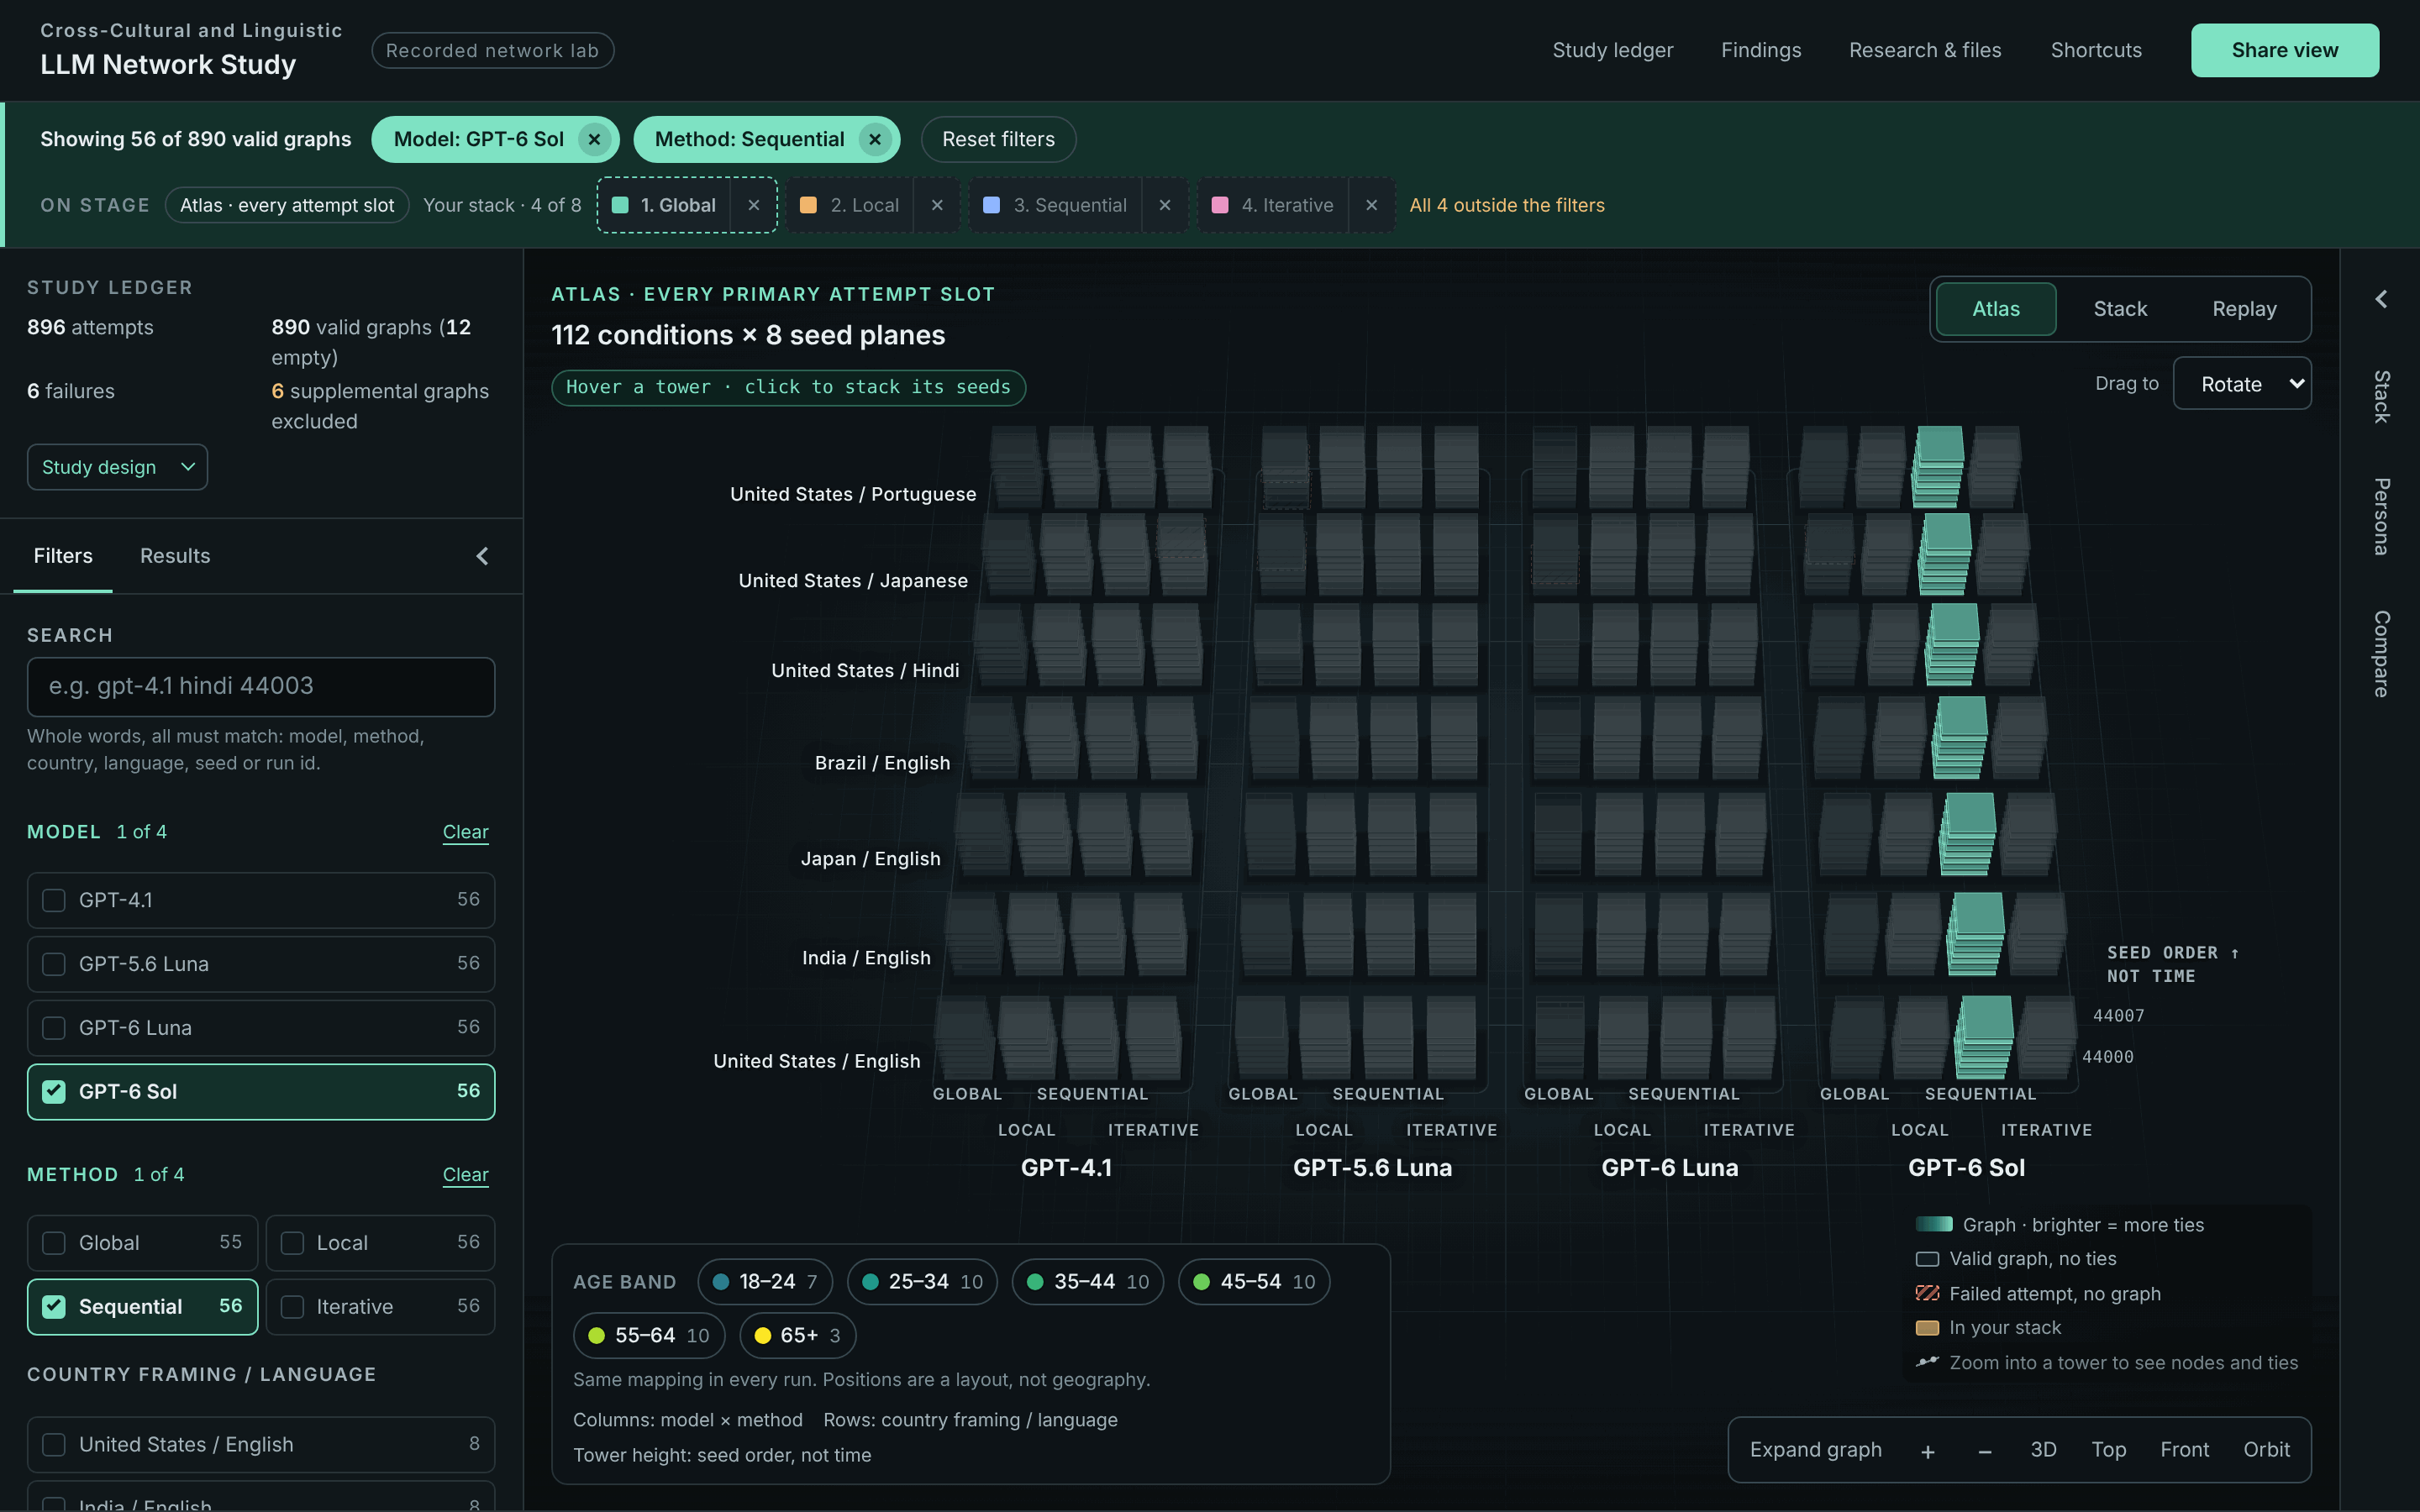 Cross-Cultural and Linguistic
LLM Network Study
Recorded network lab
Study ledger
Findings
Research & files
Shortcuts
Share view
Showing 56 of 890 valid graphs
Model: GPT-6 Sol ×
Method: Sequential ×
Reset filters
ON STAGE
Atlas · every attempt slot
Your stack · 4 of 8
1. Global ×
2. Local ×
3. Sequential ×
4. Iterative ×
All 4 outside the filters
STUDY LEDGER
896 attempts
890 valid graphs (12
empty)
6 failures
6 supplemental graphs
excluded
Study design
Filters
Results
SEARCH
e.g. gpt-4.1 hindi 44003
Whole words, all must match: model, method,
country, language, seed or run id.
MODEL 1 of 4
Clear
GPT-4.1 56
GPT-5.6 Luna 56
GPT-6 Luna 56
GPT-6 Sol 56
METHOD 1 of 4
Clear
Global 55
Local 56
Sequential 56
Iterative 56
COUNTRY FRAMING / LANGUAGE
United States / English 8
India / English 8
ATLAS · EVERY PRIMARY ATTEMPT SLOT
112 conditions × 8 seed planes
Hover a tower · click to stack its seeds
Atlas
Stack
Replay
Drag to
Rotate
United States / Portuguese
United States / Japanese
United States / Hindi
Brazil / English
Japan / English
India / English
United States / English
SEED ORDER ↑
NOT TIME
44007
44000
GLOBAL SEQUENTIAL
LOCAL ITERATIVE
GPT-4.1
GLOBAL SEQUENTIAL
LOCAL ITERATIVE
GPT-5.6 Luna
GLOBAL SEQUENTIAL
LOCAL ITERATIVE
GPT-6 Luna
GLOBAL SEQUENTIAL
LOCAL ITERATIVE
GPT-6 Sol
AGE BAND
18–24 7
25–34 10
35–44 10
45–54 10
55–64 10
65+ 3
Same mapping in every run. Positions are a layout, not geography.
Columns: model × method Rows: country framing / language
Tower height: seed order, not time
Graph · brighter = more ties
Valid graph, no ties
Failed attempt, no graph
In your stack
Zoom into a tower to see nodes and ties
Expand graph
+
−
3D
Top
Front
Orbit
Stack
Persona
Compare